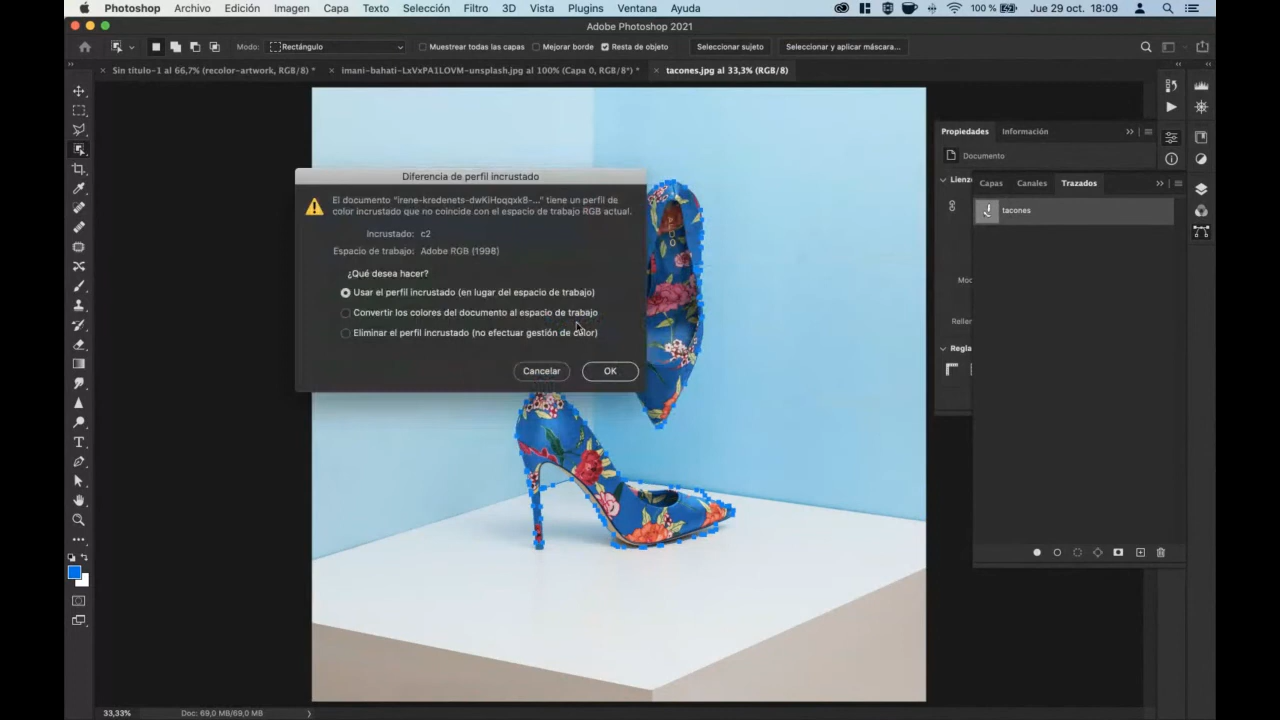 Photoshop Archivo Edición Imagen Capa Texto Selección Filtro 3D Vista Plugins Ventana Ayuda 100 % Jue 29 oct. 18:09
Adobe Photoshop 2021
Modo: Rectángulo Muestrear todas las capas Mejorar borde Resta de objeto Seleccionar sujeto Seleccionar y aplicar máscara...
Sin título-1 al 66,7% (recolor-artwork, RGB/8) * imani-bahati-LxVxPA1LOVM-unsplash.jpg al 100% (Capa 0, RGB/8*) * tacones.jpg al 33,3% (RGB/8)
Propiedades Información
Documento
Lienzo
Capas Canales Trazados
tacones
Mo
Reller
Regla
Diferencia de perfil incrustado
El documento "irene-kredenets-dwKiHoqqxk8-..." tiene un perfil de
color incrustado que no coincide con el espacio de trabajo RGB actual.
Incrustado: c2
Espacio de trabajo: Adobe RGB (1998)
¿Qué desea hacer?
Usar el perfil incrustado (en lugar del espacio de trabajo)
Convertir los colores del documento al espacio de trabajo
Eliminar el perfil incrustado (no efectuar gestión de color)
Cancelar OK
33,33% Doc: 69,0 MB/69,0 MB